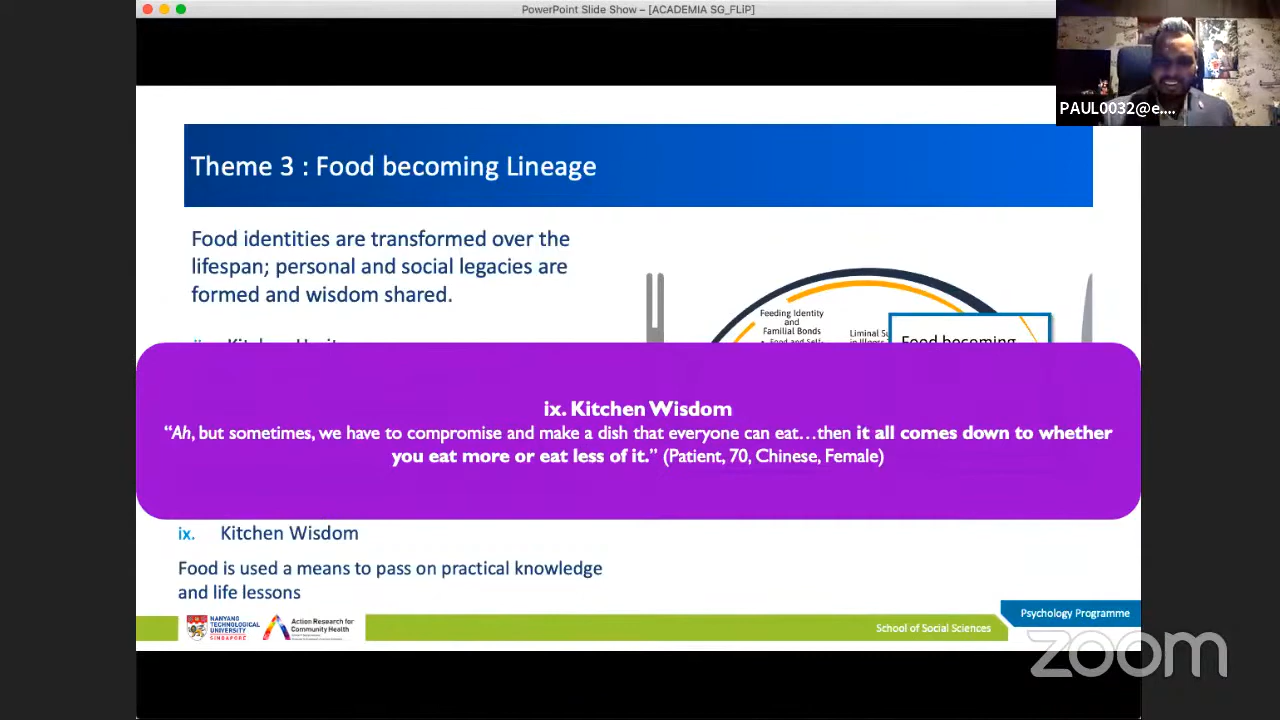 PowerPoint Slide Show – [ACADEMIA SG_FLiP]
PAUL0032@e....
Theme 3 : Food becoming Lineage
Food identities are transformed over the
lifespan; personal and social legacies are
formed and wisdom shared.
Feeding Identity
and
Familial Bonds
Liminal
Food becoming
ix. Kitchen Wisdom
“Ah, but sometimes, we have to compromise and make a dish that everyone can eat…then it all comes down to whether
you eat more or eat less of it.” (Patient, 70, Chinese, Female)
ix. Kitchen Wisdom
Food is used a means to pass on practical knowledge
and life lessons
NANYANG
TECHNOLOGICAL
UNIVERSITY
SINGAPORE
Action Research for
Community Health
School of Social Sciences
Psychology Programme
zoom